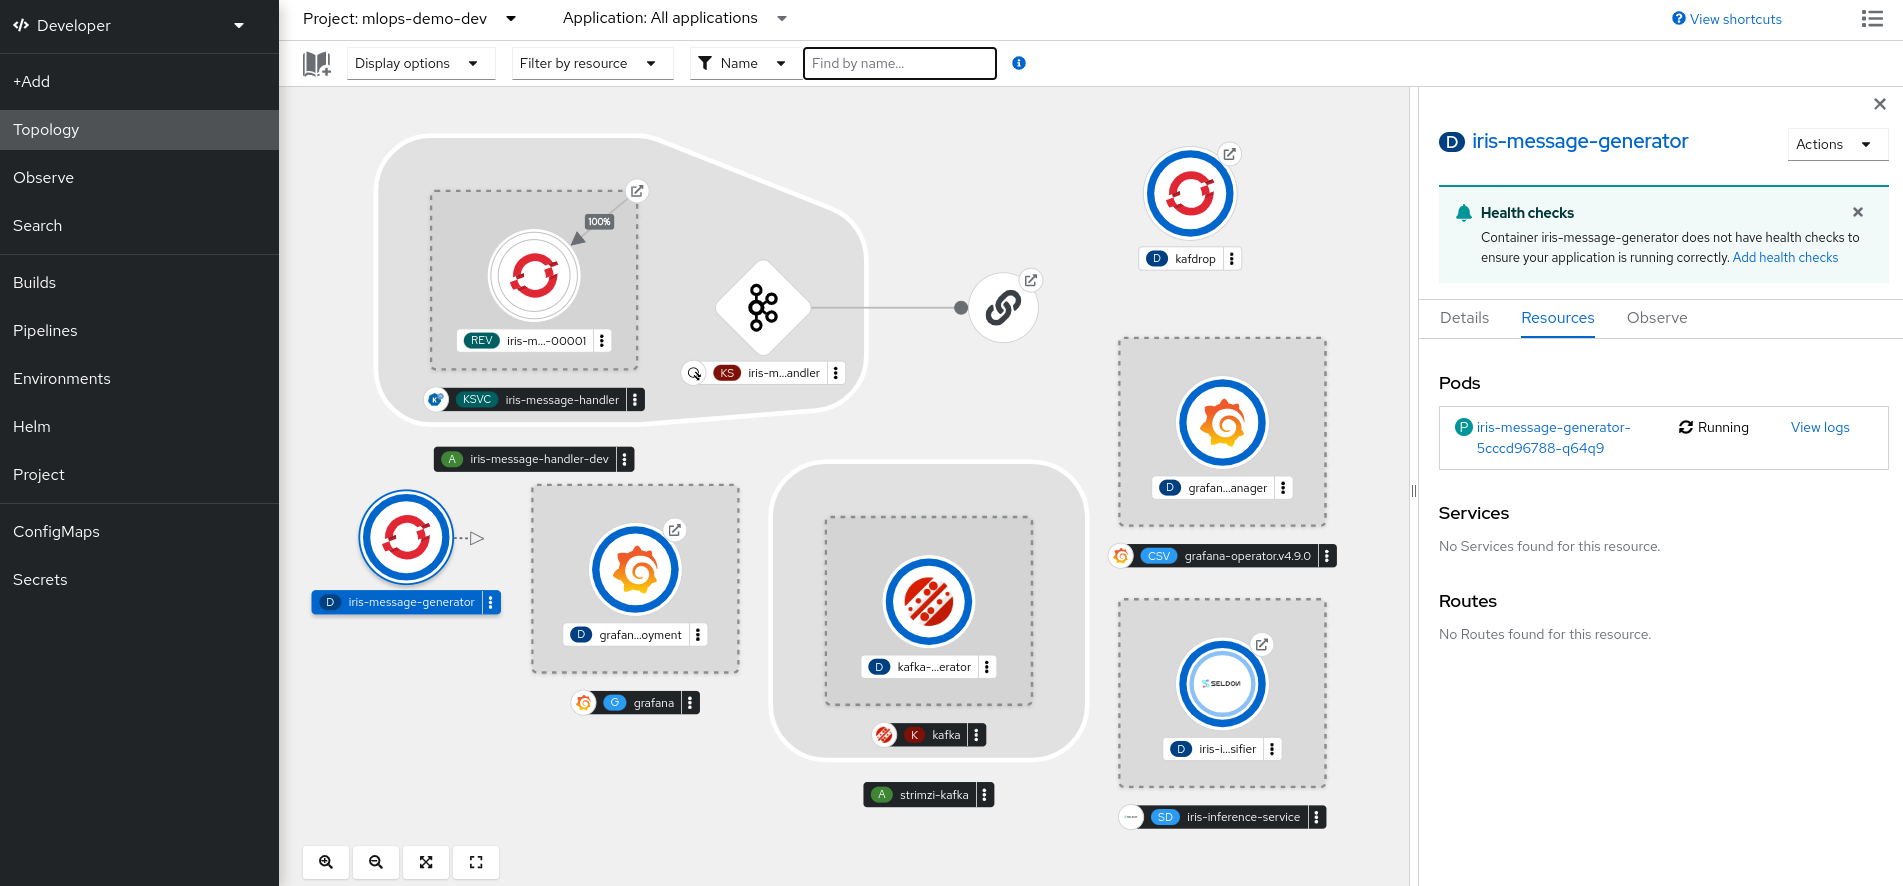 Developer
+Add
Topology
Observe
Search
Builds
Pipelines
Environments
Helm
Project
ConfigMaps
Secrets
Project: mlops-demo-dev
Application: All applications
View shortcuts
Display options
Filter by resource
Name
Find by name...
100%
REV iris-m...-00001
KS iris-m...andler
KSVC iris-message-handler
A iris-message-handler-dev
D kafdrop
D grafan...anager
CSV grafana-operator.v4.9.0
D iris-message-generator
D grafan...oyment
G grafana
D kafka-...erator
K kafka
A strimzi-kafka
SELDON
D iris-i...sifier
SD iris-inference-service
D iris-message-generator
Actions
Health checks
Container iris-message-generator does not have health checks to
ensure your application is running correctly. Add health checks
Details
Resources
Observe
Pods
P iris-message-generator-
5cccd96788-q64q9
Running
View logs
Services
No Services found for this resource.
Routes
No Routes found for this resource.